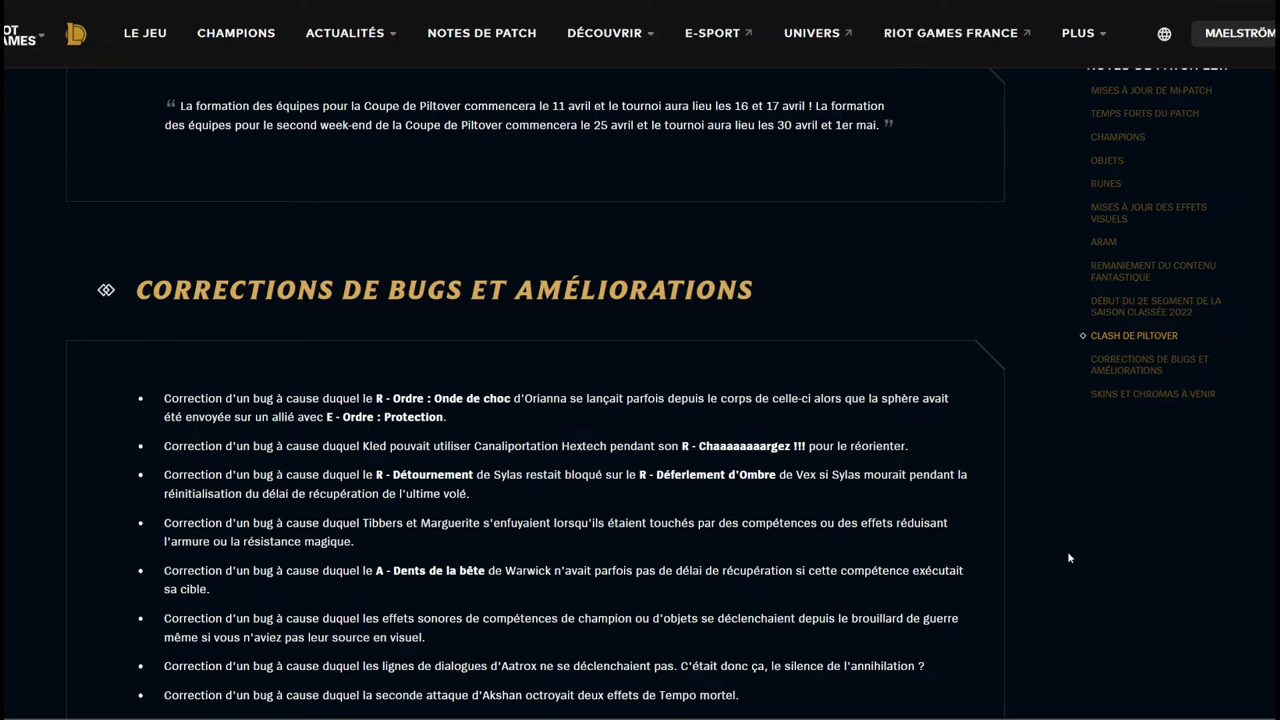 LE JEU CHAMPIONS ACTUALITÉS NOTES DE PATCH DÉCOUVRIR E-SPORT UNIVERS RIOT GAMES FRANCE PLUS MAELSTRÖM
“ La formation des équipes pour la Coupe de Piltover commencera le 11 avril et le tournoi aura lieu les 16 et 17 avril ! La formation
des équipes pour le second week-end de la Coupe de Piltover commencera le 25 avril et le tournoi aura lieu les 30 avril et 1er mai. ”
CORRECTIONS DE BUGS ET AMÉLIORATIONS
• Correction d'un bug à cause duquel le R - Ordre : Onde de choc d'Orianna se lançait parfois depuis le corps de celle-ci alors que la sphère avait
été envoyée sur un allié avec E - Ordre : Protection.
• Correction d'un bug à cause duquel Kled pouvait utiliser Canaliportation Hextech pendant son R - Chaaaaaaaargez !!! pour le réorienter.
• Correction d'un bug à cause duquel le R - Détournement de Sylas restait bloqué sur le R - Déferlement d'Ombre de Vex si Sylas mourait pendant la
réinitialisation du délai de récupération de l'ultime volé.
• Correction d'un bug à cause duquel Tibbers et Marguerite s'enfuyaient lorsqu'ils étaient touchés par des compétences ou des effets réduisant
l'armure ou la résistance magique.
• Correction d'un bug à cause duquel le A - Dents de la bête de Warwick n'avait parfois pas de délai de récupération si cette compétence exécutait
sa cible.
• Correction d'un bug à cause duquel les effets sonores de compétences de champion ou d'objets se déclenchaient depuis le brouillard de guerre
même si vous n'aviez pas leur source en visuel.
• Correction d'un bug à cause duquel les lignes de dialogues d'Aatrox ne se déclenchaient pas. C'était donc ça, le silence de l'annihilation ?
• Correction d'un bug à cause duquel la seconde attaque d'Akshan octroyait deux effets de Tempo mortel.
NOTES DE PATCH
MISES À JOUR DE MI-PATCH
TEMPS FORTS DU PATCH
CHAMPIONS
OBJETS
RUNES
MISES À JOUR DES EFFETS
VISUELS
ARAM
REMANIEMENT DU CONTENU
FANTASTIQUE
DÉBUT DU 2E SEGMENT DE LA
SAISON CLASSÉE 2022
CLASH DE PILTOVER
CORRECTIONS DE BUGS ET
AMÉLIORATIONS
SKINS ET CHROMAS À VENIR